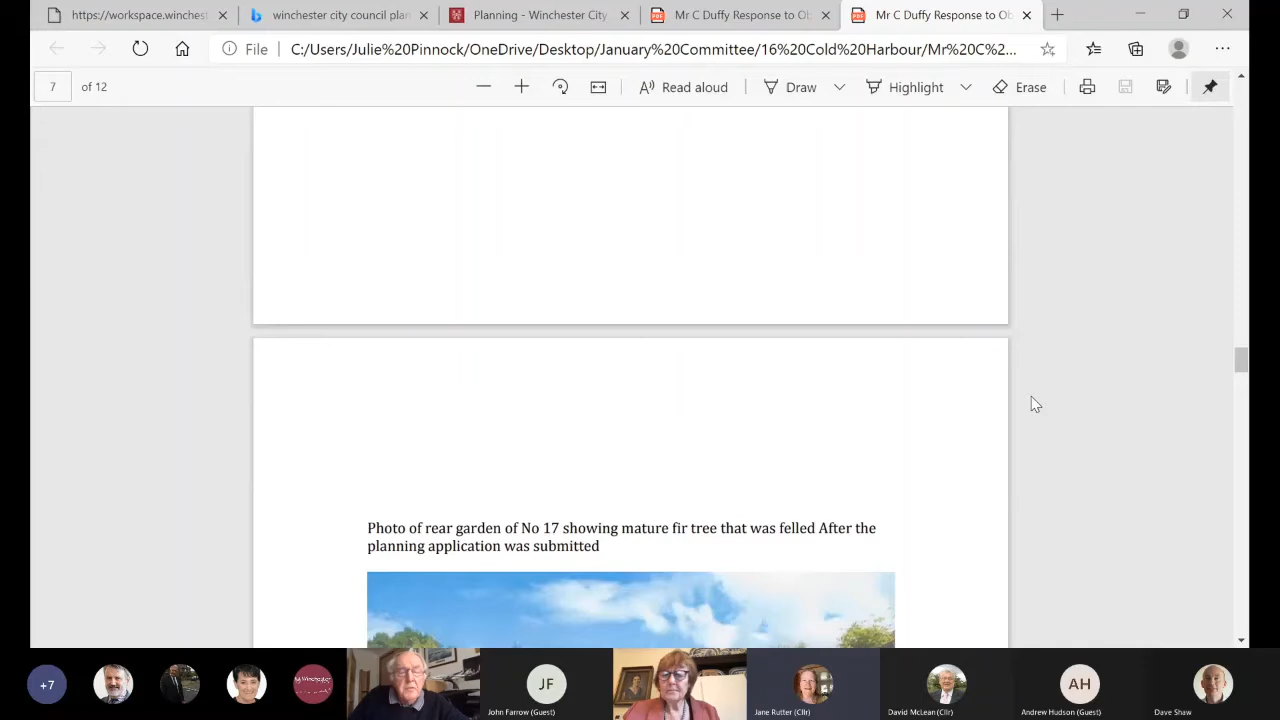 https://workspace.winchest
winchester city council plan
Planning - Winchester City
Mr C Duffy Response to Ob
Mr C Duffy Response to Ob
File
C:/Users/Julie%20Pinnock/OneDrive/Desktop/January%20Committee/16%20Cold%20Harbour/Mr%20C%2...
7 of 12
Read aloud
Draw
Highlight
Erase
Photo of rear garden of No 17 showing mature fir tree that was felled After the
planning application was submitted
+7
Winchester
JF
AH
John Farrow (Guest)
Jane Rutter (Cllr)
David McLean (Cllr)
Andrew Hudson (Guest)
Dave Shaw